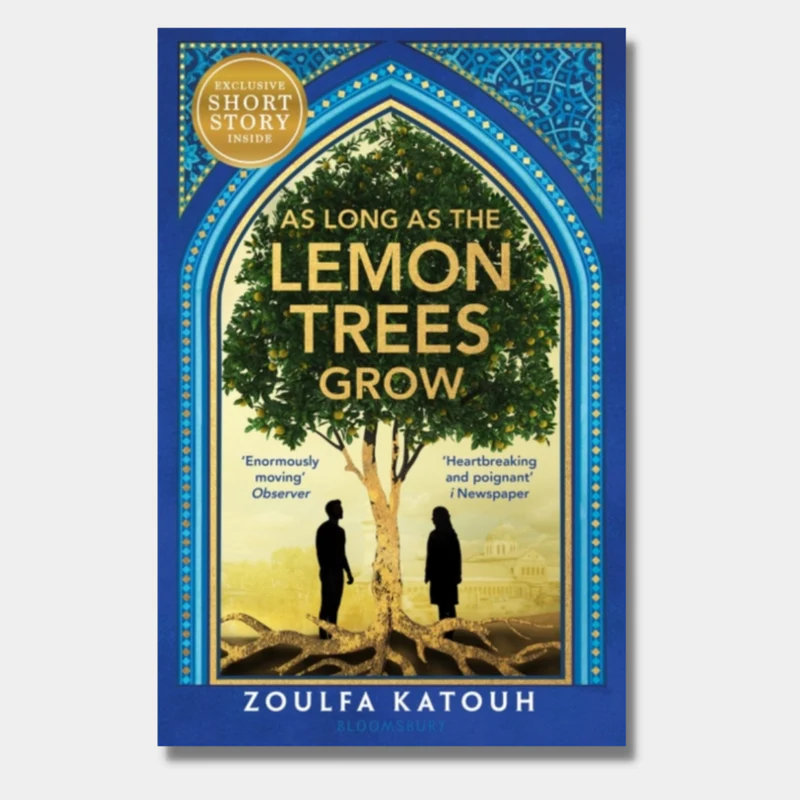 EXCLUSIVE
SHORT
STORY
INSIDE
AS LONG AS THE
LEMON
TREES
GROW
‘Enormously
moving’
Observer
‘Heartbreaking
and poignant’
i Newspaper
ZOULFA KATOUH
BLOOMSBURY